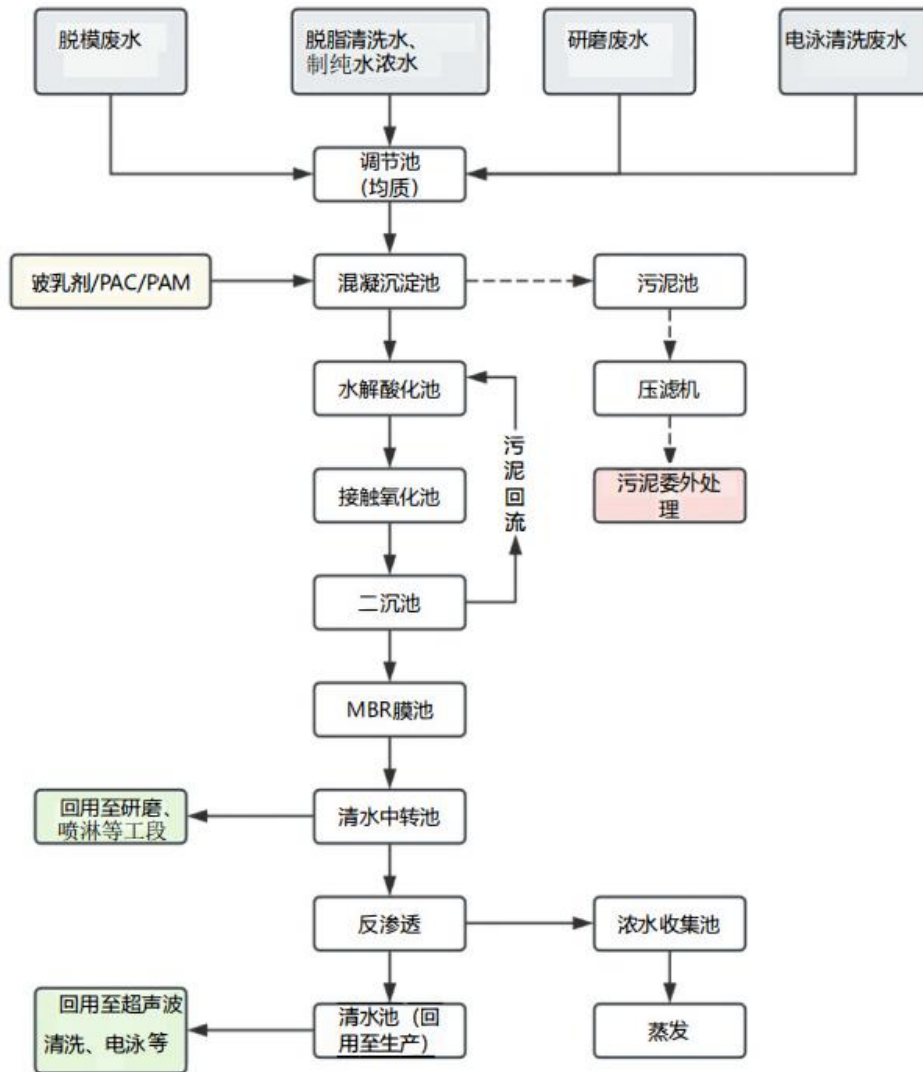 脱模废水
脱脂清洗水、
制纯水浓水
研磨废水
电泳清洗废水
调节池
（均质）
破乳剂/PAC/PAM
混凝沉淀池
污泥池
水解酸化池
压滤机
污泥回流
接触氧化池
污泥委外处
理
二沉池
MBR膜池
回用至研磨、
喷淋等工段
清水中转池
反渗透
浓水收集池
回用至超声波
清洗、电泳等
清水池（回
用至生产）
蒸发